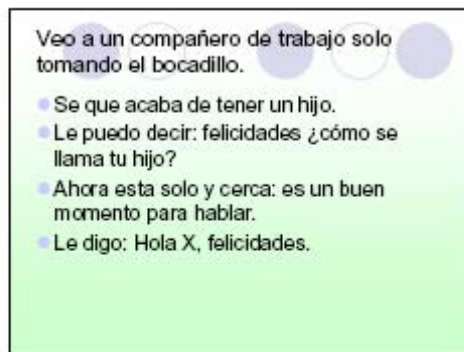 Veo a un compañero de trabajo solo
tomando el bocadillo.
Se que acaba de tener un hijo.
Le puedo decir: felicidades ¿cómo se
llama tu hijo?
Ahora esta solo y cerca: es un buen
momento para hablar.
Le digo: Hola X, felicidades.